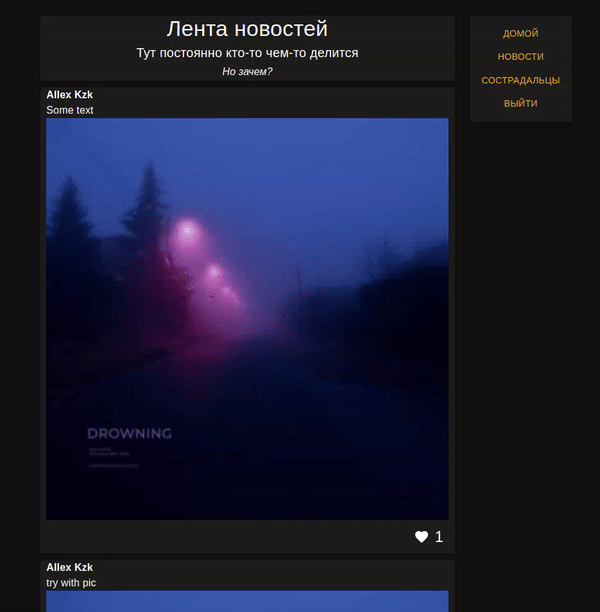 Лента новостей
Тут постоянно кто-то чем-то делится
Но зачем?
ДОМОЙ
НОВОСТИ
СОСТРАДАЛЬЦЫ
ВЫЙТИ
Allex Kzk
Some text
DROWNING
1
Allex Kzk
try with pic